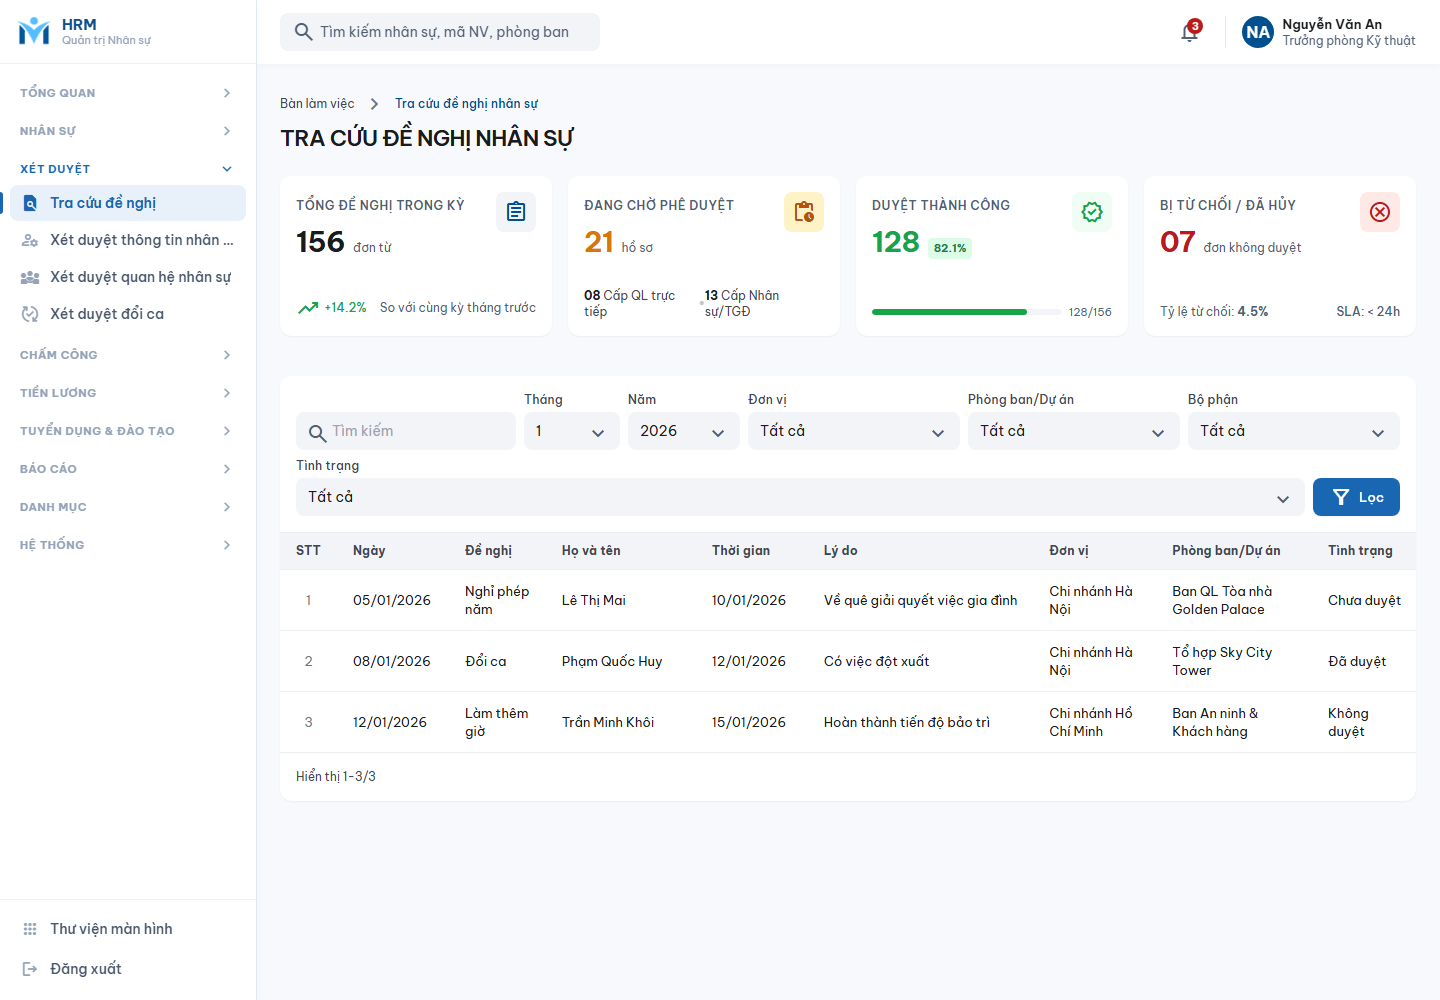 HRM
Quản trị Nhân sự
TỔNG QUAN
NHÂN SỰ
XÉT DUYỆT
Tra cứu đề nghị
Xét duyệt thông tin nhân ...
Xét duyệt quan hệ nhân sự
Xét duyệt đổi ca
CHẤM CÔNG
TIỀN LƯƠNG
TUYỂN DỤNG & ĐÀO TẠO
BÁO CÁO
DANH MỤC
HỆ THỐNG
Thư viện màn hình
Đăng xuất
Tìm kiếm nhân sự, mã NV, phòng ban
3
NA
Nguyễn Văn An
Trưởng phòng Kỹ thuật
Bàn làm việc
Tra cứu đề nghị nhân sự
TRA CỨU ĐỀ NGHỊ NHÂN SỰ
TỔNG ĐỀ NGHỊ TRONG KỲ
156 đơn từ
+14.2% So với cùng kỳ tháng trước
ĐANG CHỜ PHÊ DUYỆT
21 hồ sơ
08 Cấp QL trực tiếp
13 Cấp Nhân sự/TGĐ
DUYỆT THÀNH CÔNG
128 82.1%
128/156
BỊ TỪ CHỐI / ĐÃ HỦY
07 đơn không duyệt
Tỷ lệ từ chối: 4.5% SLA: < 24h
Tìm kiếm
Tháng
1
Năm
2026
Đơn vị
Tất cả
Phòng ban/Dự án
Tất cả
Bộ phận
Tất cả
Tình trạng
Tất cả
Lọc
STT Ngày Đề nghị Họ và tên Thời gian Lý do Đơn vị Phòng ban/Dự án Tình trạng
1 05/01/2026 Nghỉ phép năm Lê Thị Mai 10/01/2026 Về quê giải quyết việc gia đình Chi nhánh Hà Nội Ban QL Tòa nhà Golden Palace Chưa duyệt
2 08/01/2026 Đổi ca Phạm Quốc Huy 12/01/2026 Có việc đột xuất Chi nhánh Hà Nội Tổ hợp Sky City Tower Đã duyệt
3 12/01/2026 Làm thêm giờ Trần Minh Khôi 15/01/2026 Hoàn thành tiến độ bảo trì Chi nhánh Hồ Chí Minh Ban An ninh & Khách hàng Không duyệt
Hiển thị 1-3/3